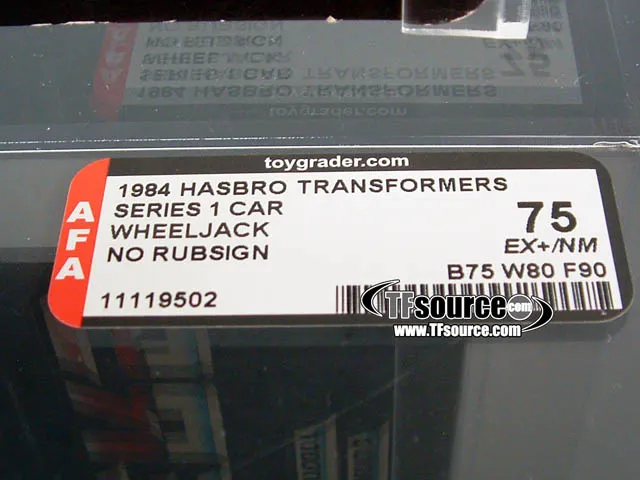 toygrader.com
AFA
1984 HASBRO TRANSFORMERS
SERIES 1 CAR
WHEELJACK
NO RUBSIGN
75
EX+/NM
B75 W80 F90
11119502
TFsource.com
www.TFsource.com